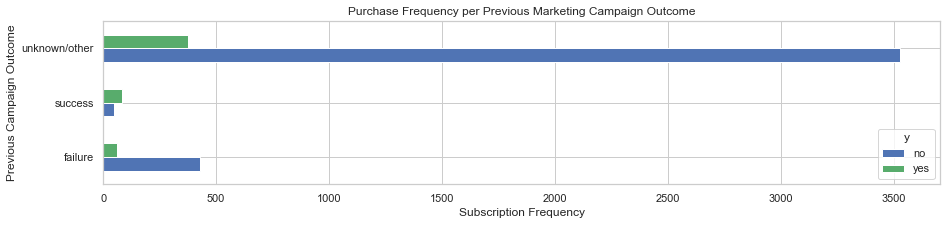 Purchase Frequency per Previous Marketing Campaign Outcome
Previous Campaign Outcome
unknown/other
success
failure
y
no
yes
0 500 1000 1500 2000 2500 3000 3500
Subscription Frequency